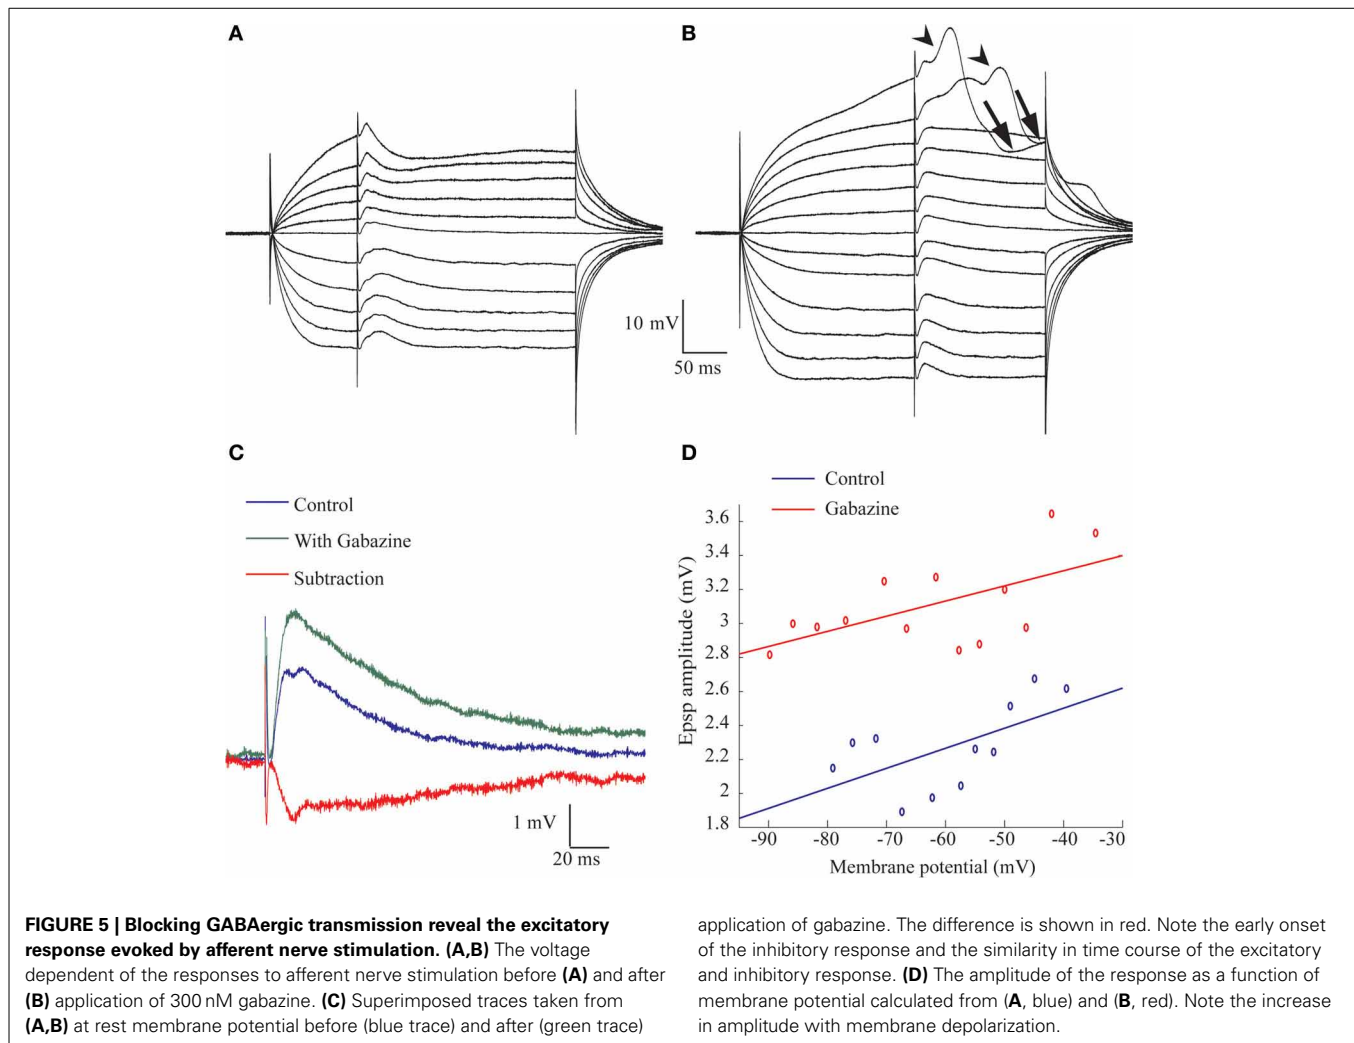 A
B
10 mV
50 ms
C
Control
With Gabazine
Subtraction
1 mV
20 ms
D
Control
Gabazine
Epsp amplitude (mV)
3.6
3.4
3.2
3
2.8
2.6
2.4
2.2
2
1.8
-90 -80 -70 -60 -50 -40 -30
Membrane potential (mV)
FIGURE 5 | Blocking GABAergic transmission reveal the excitatory
response evoked by afferent nerve stimulation. (A,B) The voltage
dependent of the responses to afferent nerve stimulation before (A) and after
(B) application of 300 nM gabazine. (C) Superimposed traces taken from
(A,B) at rest membrane potential before (blue trace) and after (green trace)
application of gabazine. The difference is shown in red. Note the early onset
of the inhibitory response and the similarity in time course of the excitatory
and inhibitory response. (D) The amplitude of the response as a function of
membrane potential calculated from (A, blue) and (B, red). Note the increase
in amplitude with membrane depolarization.